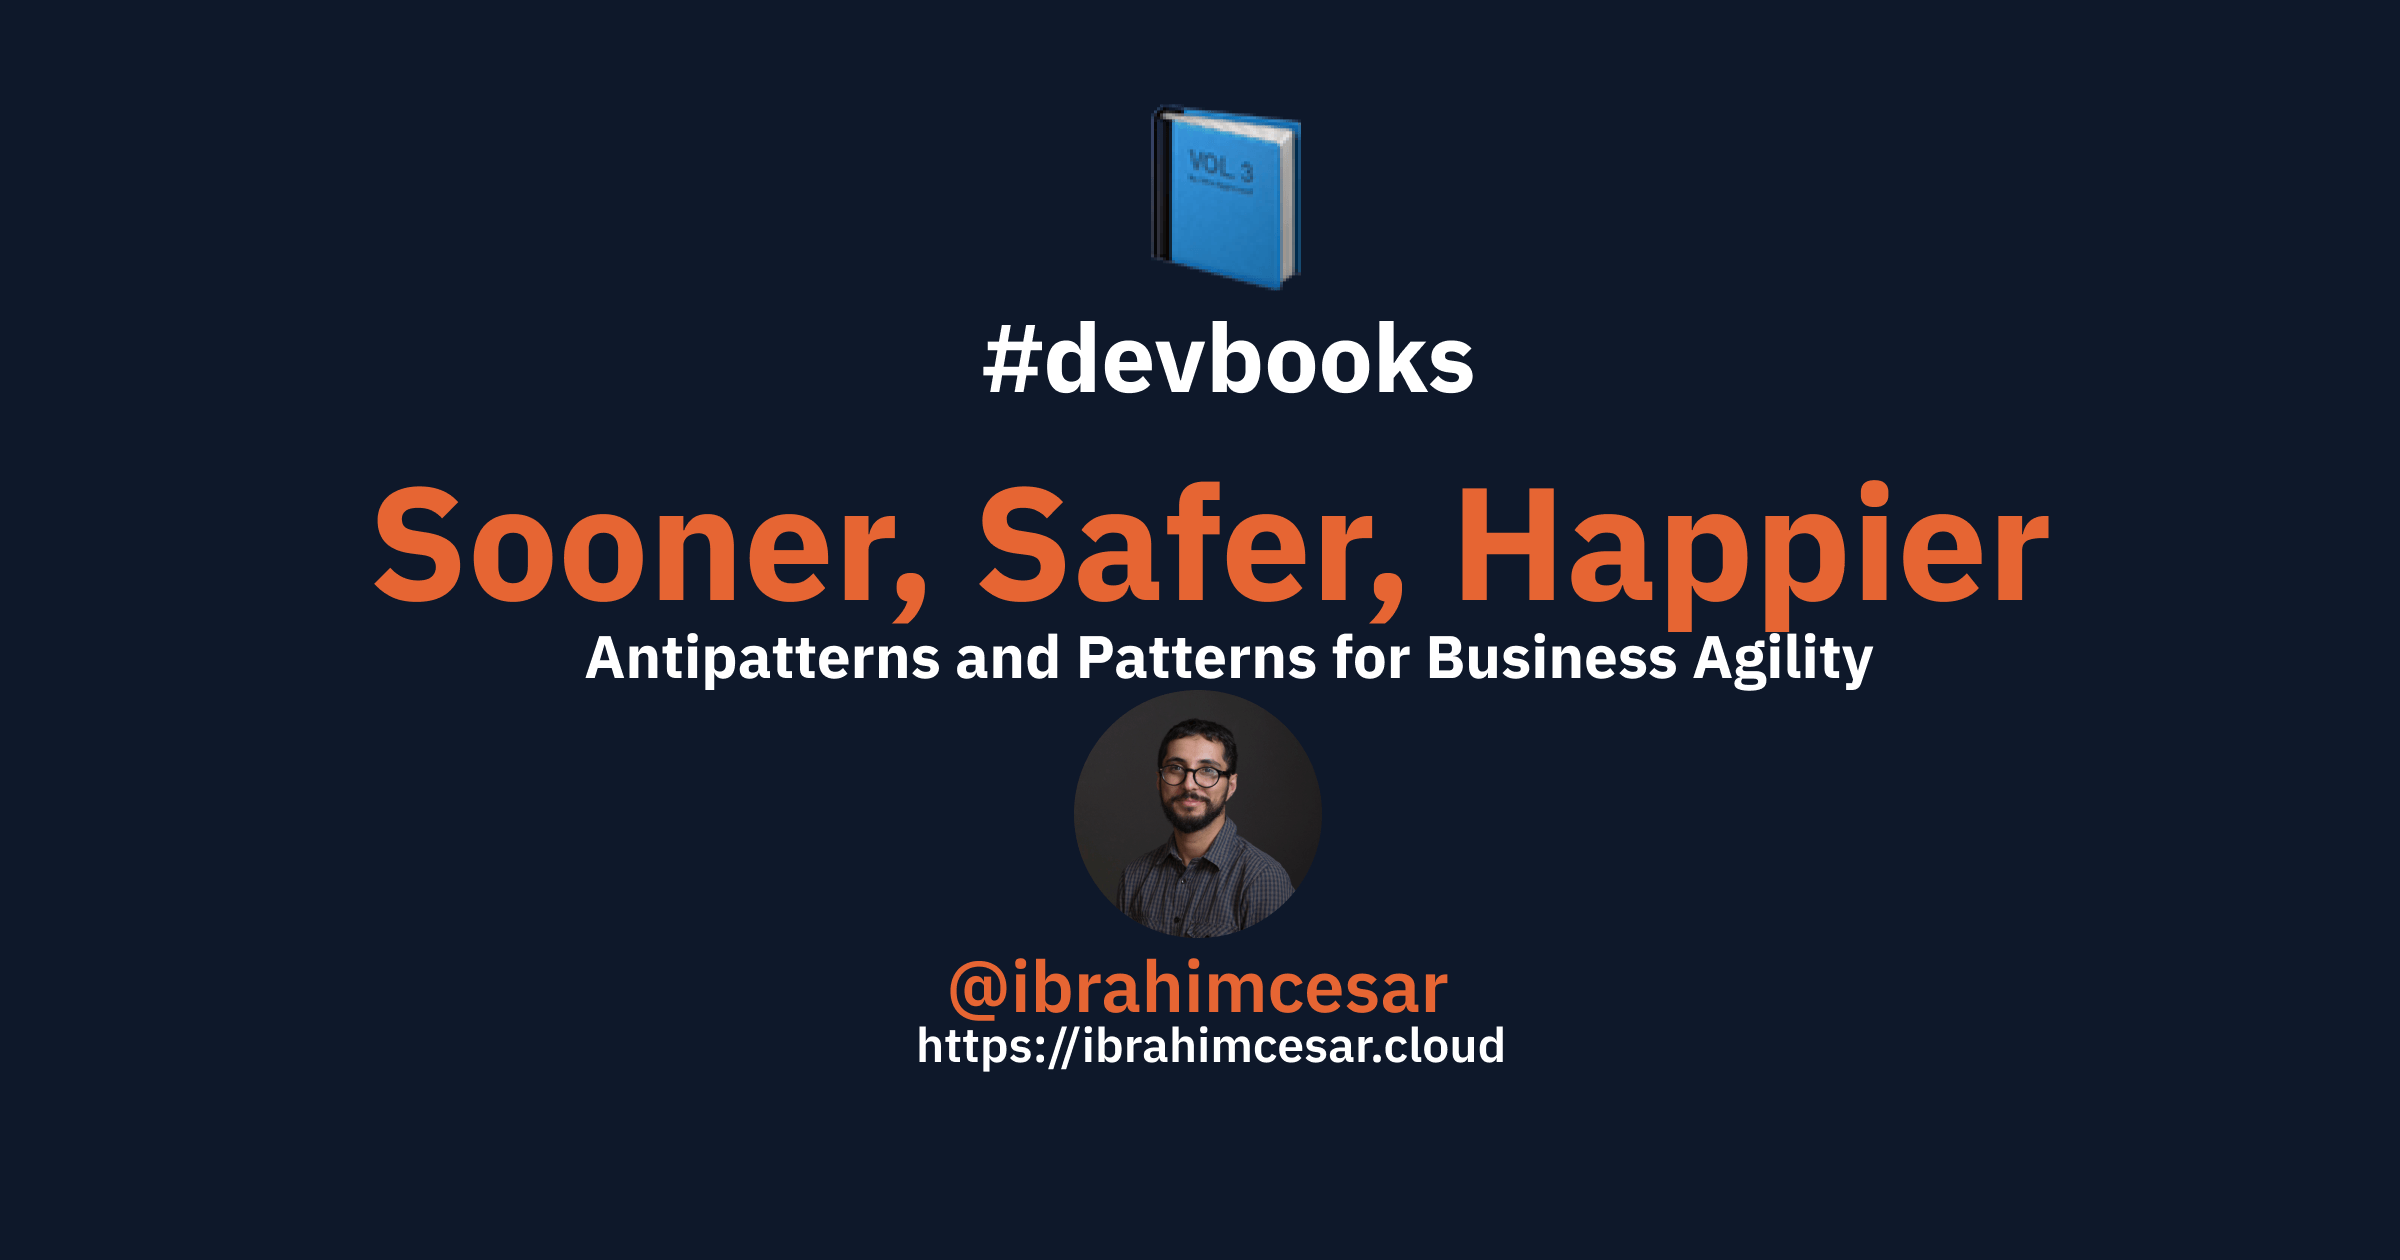 VOL. 3
#devbooks
Sooner, Safer, Happier
Antipatterns and Patterns for Business Agility
@ibrahimcesar
https://ibrahimcesar.cloud